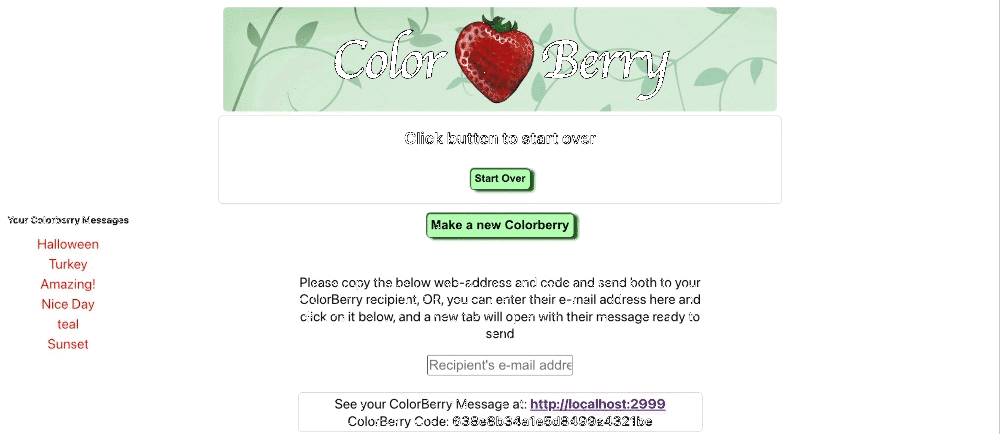 Color Berry
Click button to start over
Start Over
Make a new Colorberry
Your Colorberry Messages
Halloween
Turkey
Amazing!
Nice Day
teal
Sunset
Please copy the below web-address and code and send both to your
ColorBerry recipient, OR, you can enter their e-mail address here and
click on it below, and a new tab will open with their message ready to
send
Recipient's e-mail addre
See your ColorBerry Message at: http://localhost:2999
ColorBerry Code: